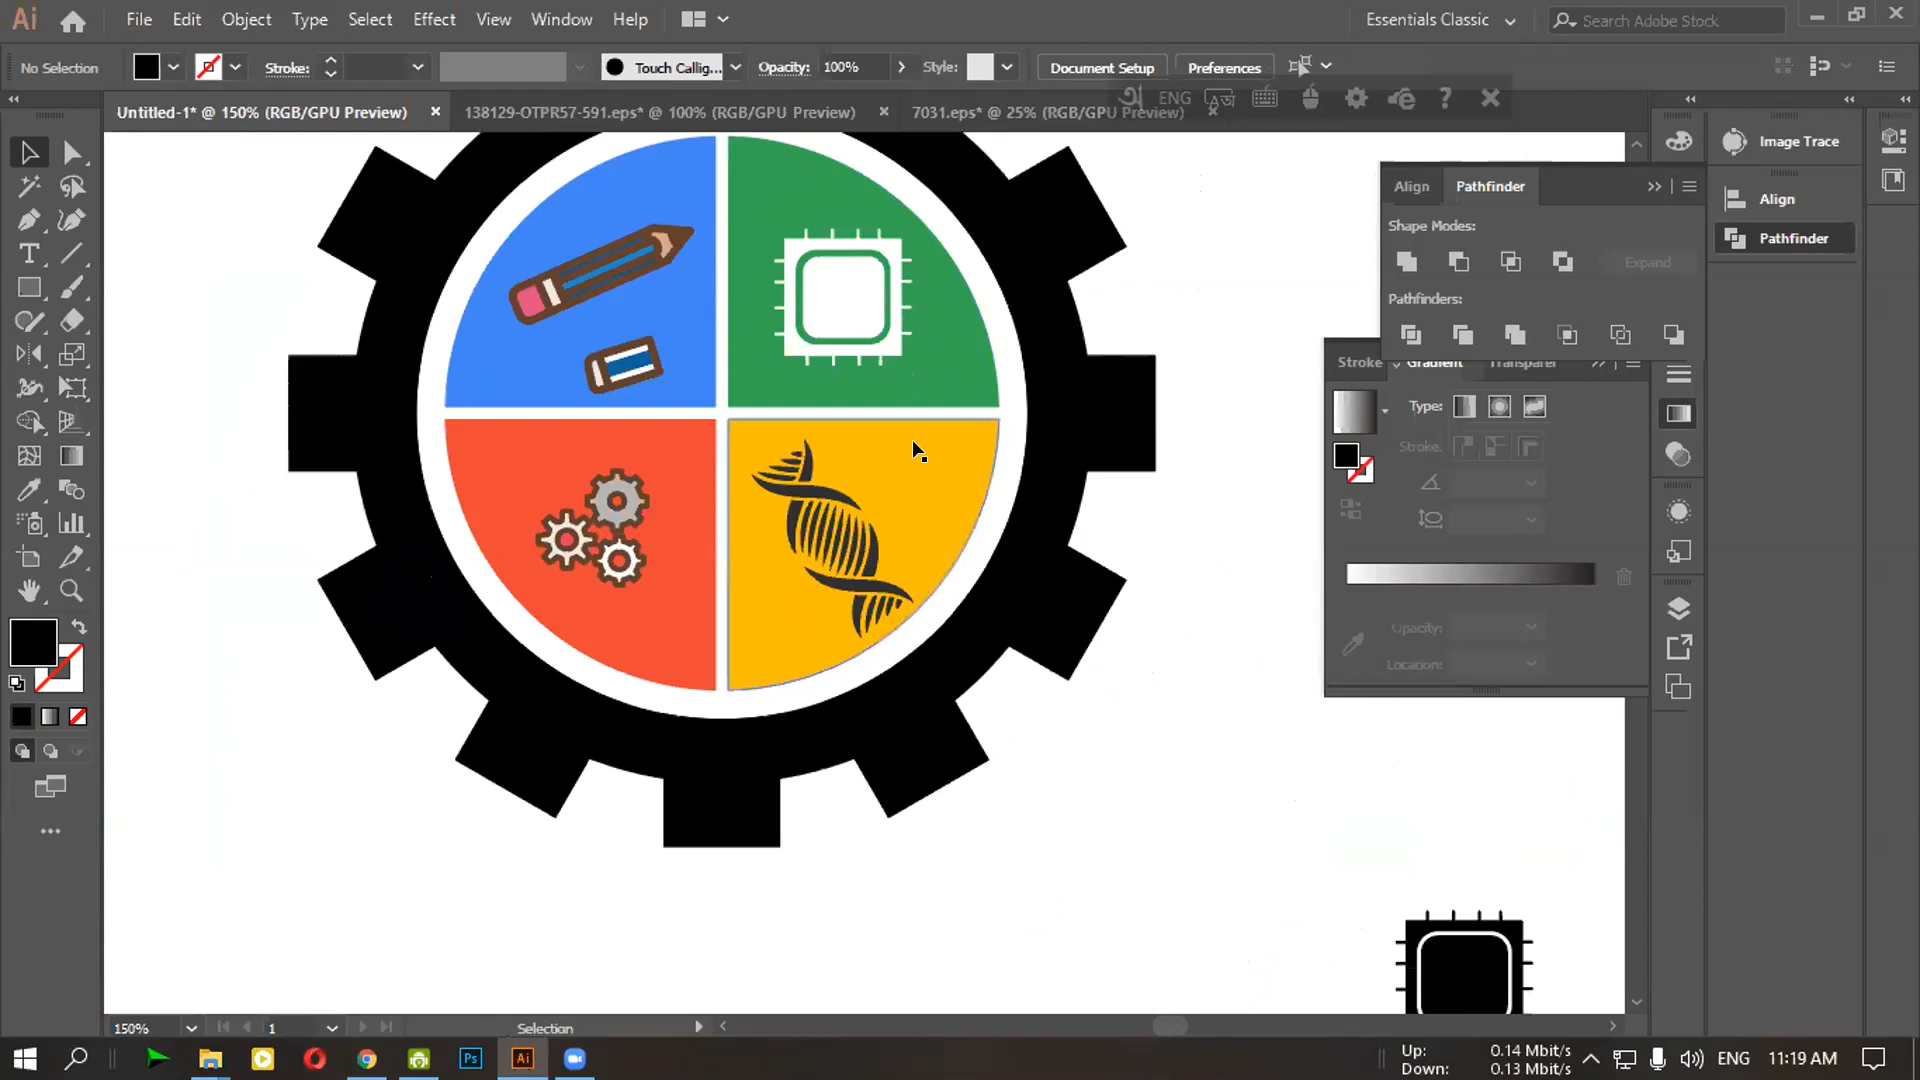 Ai File Edit Object Type Select Effect View Window Help Essentials Classic Search Adobe Stock
No Selection Stroke: Touch Callig... Opacity: 100% Style: Document Setup Preferences
Untitled-1* @ 150% (RGB/GPU Preview) 138129-OTPR57-591.eps* @ 100% (RGB/GPU Preview) 7031.eps* @ 25% (RGB/GPU Preview)
অ ENG
Image Trace
Align Pathfinder
Align
Shape Modes:
Pathfinder
Expand
Pathfinders:
Stroke Gradient
Type:
Stroke:
Opacity:
Location:
150% 1 Selection
Ps Ai
Up: 0.14 Mbit/s
Down: 0.13 Mbit/s
ENG 11:19 AM